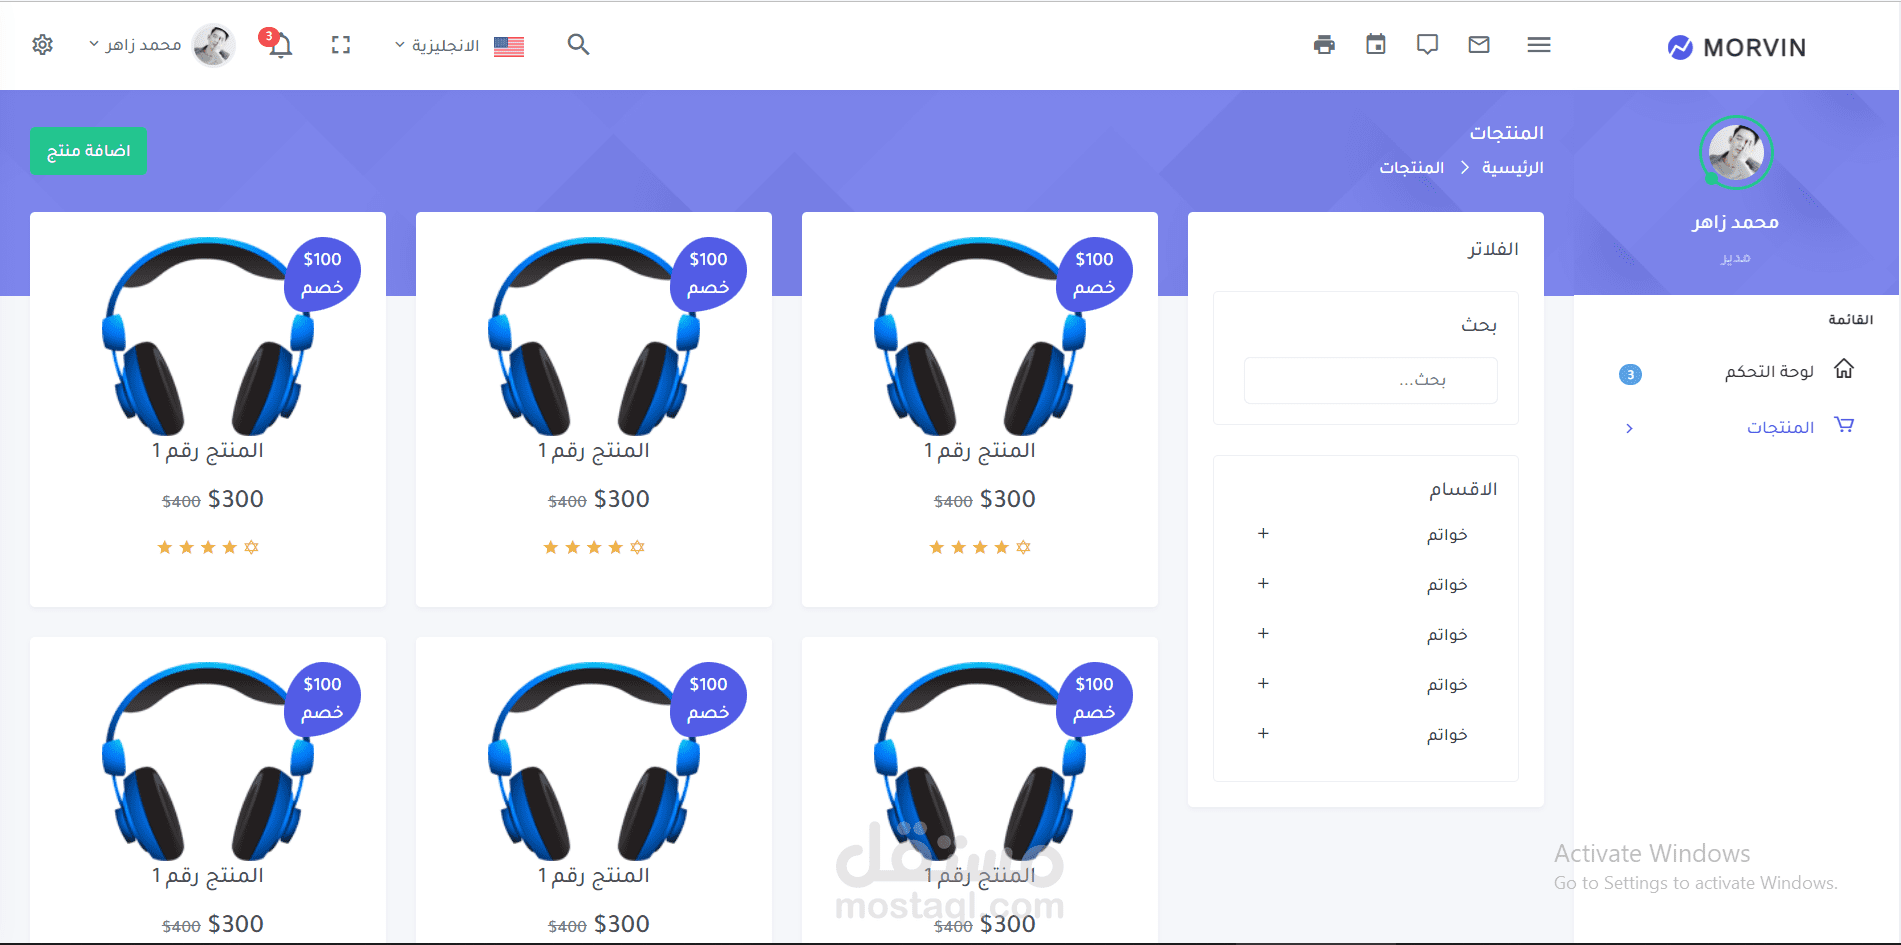 MORVIN
الانجليزية
3
محمد زاهر
محمد زاهر
مدير
القائمة
لوحة التحكم
3
المنتجات
المنتجات
الرئيسية
المنتجات
اضافة منتج
الفلاتر
بحث
بحث...
الاقسام
خواتم +
خواتم +
خواتم +
خواتم +
خواتم +
$100
خصم
المنتج رقم 1
$300 $400
$100
خصم
المنتج رقم 1
$300 $400
$100
خصم
المنتج رقم 1
$300 $400
$100
خصم
المنتج رقم 1
$300 $400
$100
خصم
المنتج رقم 1
$300 $400
$100
خصم
المنتج رقم 1
$300 $400
مستقل
mostaql.com
Activate Windows
Go to Settings to activate Windows.